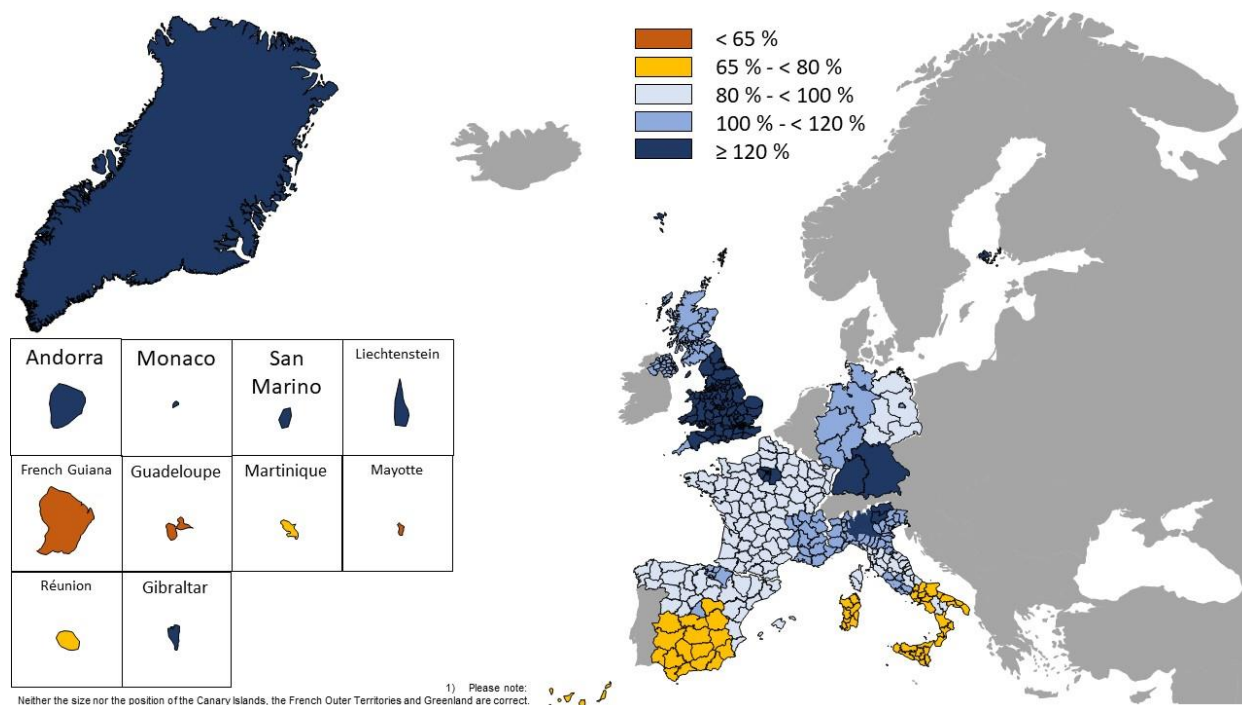 < 65 %
65 % - < 80 %
80 % - < 100 %
100 % - < 120 %
≥ 120 %
Andorra
Monaco
San
Marino
Liechtenstein
French Guiana
Guadeloupe
Martinique
Mayotte
Réunion
Gibraltar
1) Please note:
Neither the size nor the position of the Canary Islands, the French Outer Territories and Greenland are correct.